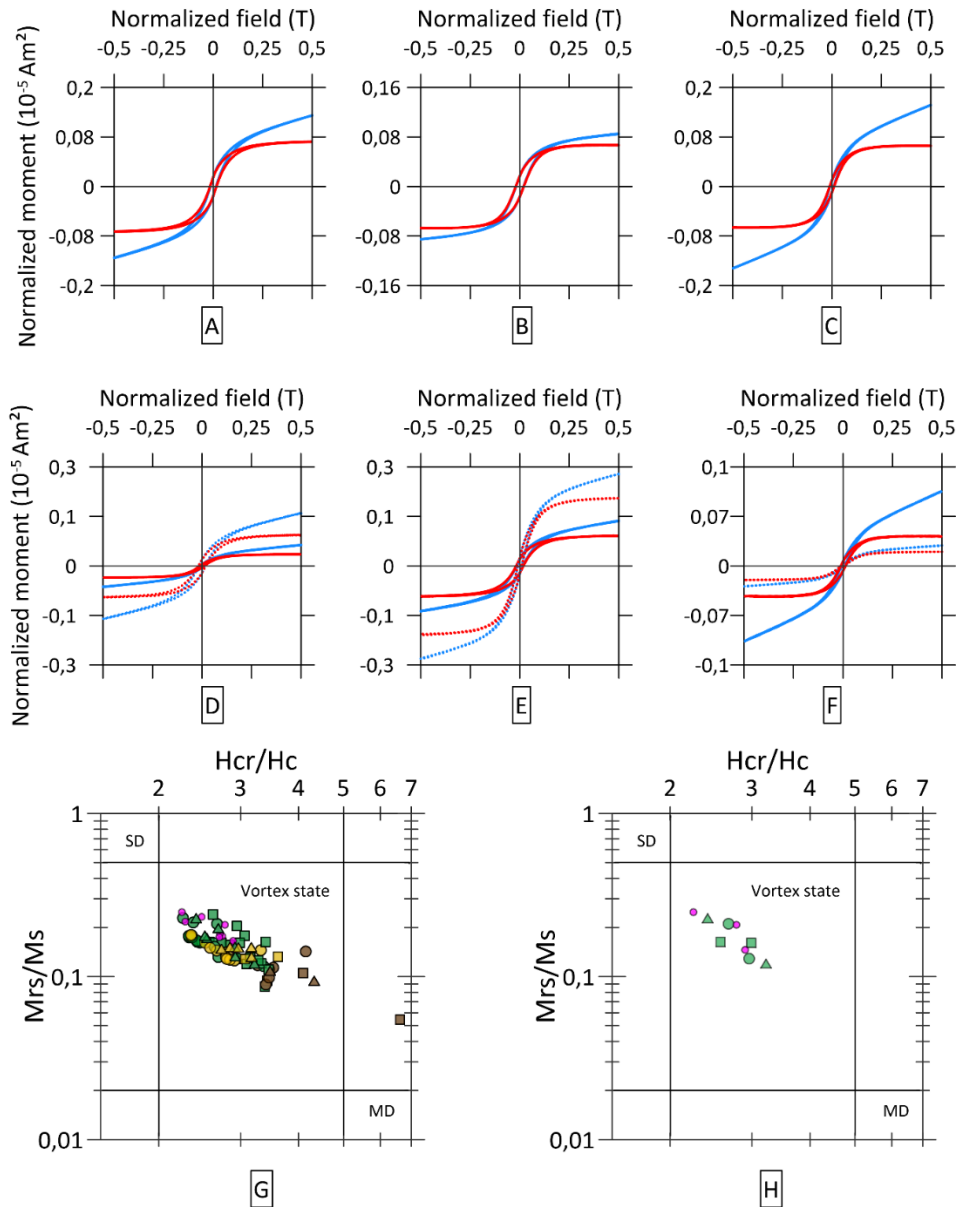 Normalized field (T) Normalized field (T) Normalized field (T)
-0,5 -0,25 0 0,25 0,5 -0,5 -0,25 0 0,25 0,5 -0,5 -0,25 0 0,25 0,5
Normalized moment (10⁻⁵ Am²)
0,2 0,16 0,2
0,08 0,08 0,08
0 0 0
-0,08 -0,08 -0,08
-0,2 -0,16 -0,2
A B C
Normalized field (T) Normalized field (T) Normalized field (T)
-0,5 -0,25 0 0,25 0,5 -0,5 -0,25 0 0,25 0,5 -0,5 -0,25 0 0,25 0,5
Normalized moment (10⁻⁵ Am²)
0,3 0,3 0,1
0,1 0,1 0,07
0 0 0
-0,1 -0,1 -0,07
-0,3 -0,3 -0,1
D E F
Hcr/Hc Hcr/Hc
2 3 4 5 6 7 2 3 4 5 6 7
1 1
SD SD
Vortex state Vortex state
Mrs/Ms Mrs/Ms
0,1 0,1
MD MD
0,01 0,01
G H